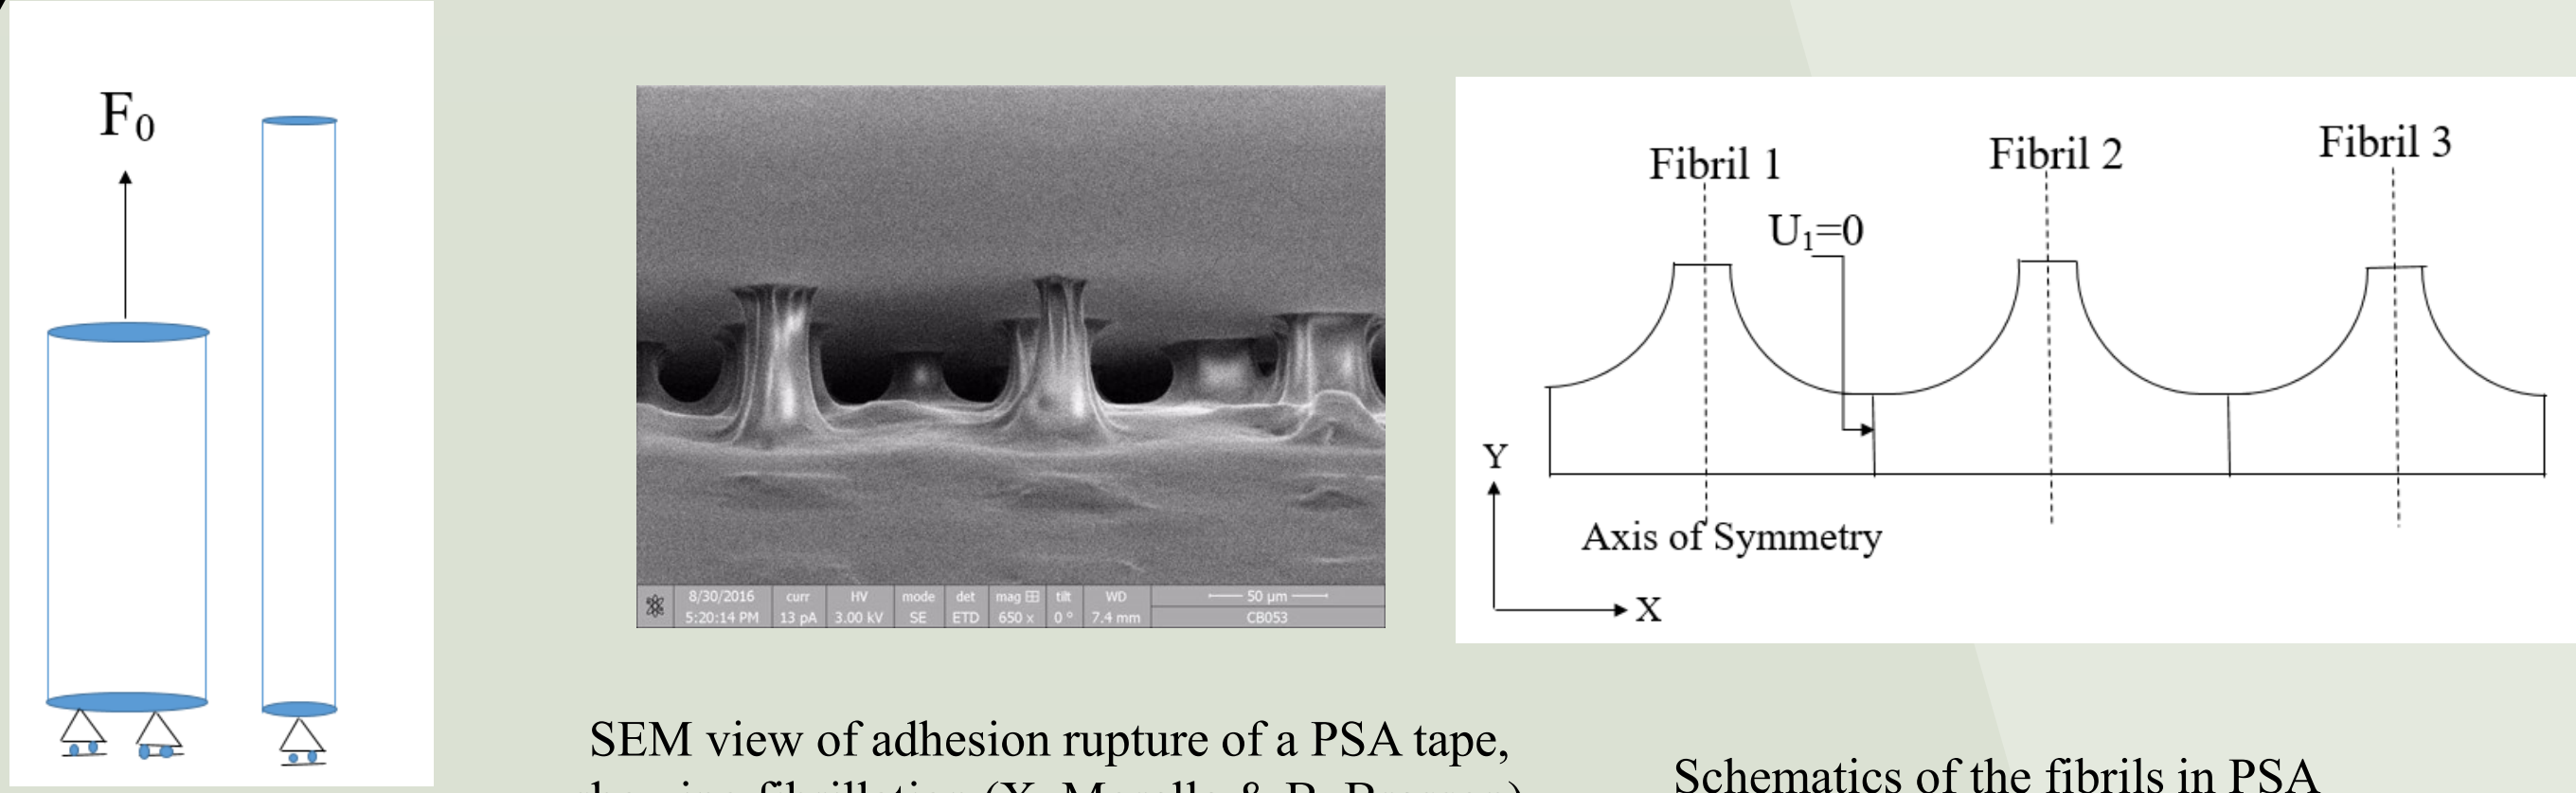 F₀
8/30/2016 curr HV mode det mag tilt WD 50 µm
5:20:14 PM 13 pA 3.00 kV SE ETD 650 x 0 ° 7.4 mm CB053
SEM view of adhesion rupture of a PSA tape,
Fibril 1 Fibril 2 Fibril 3
U₁=0
Y
Axis of Symmetry
X
Schematics of the fibrils in PSA